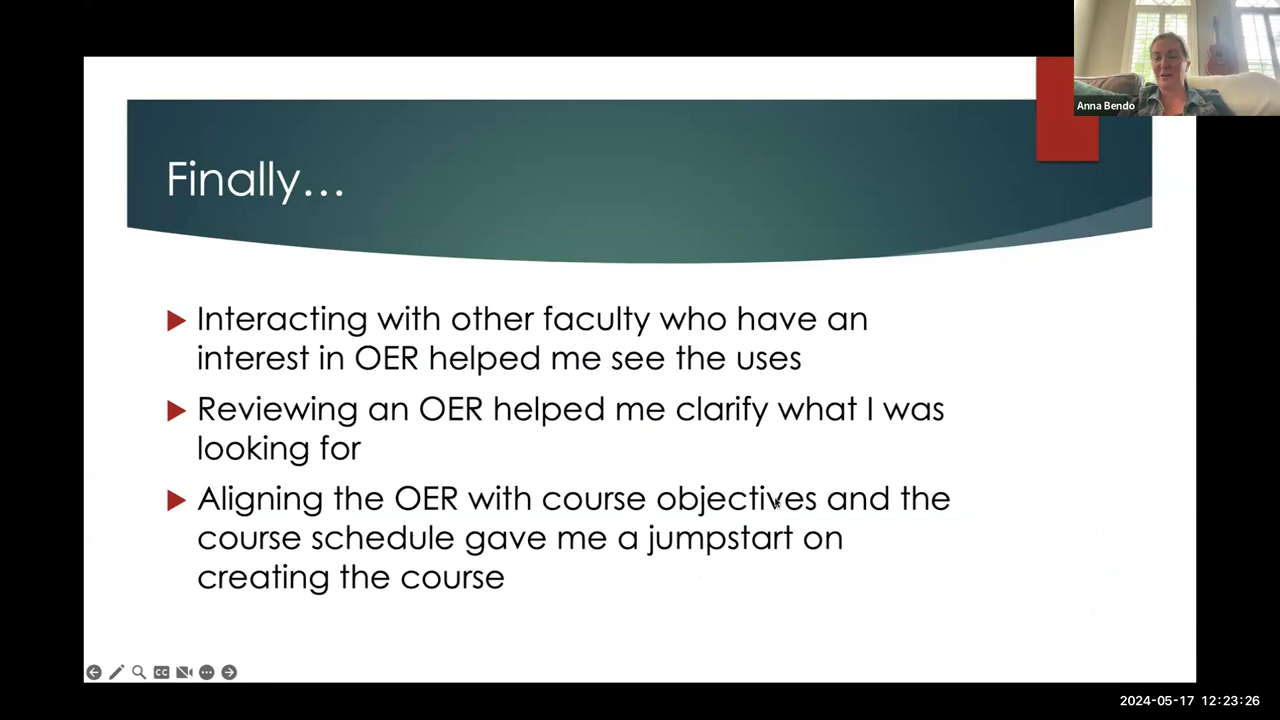 Anna Bendo
Finally...
Interacting with other faculty who have an
interest in OER helped me see the uses
Reviewing an OER helped me clarify what I was
looking for
Aligning the OER with course objectives and the
course schedule gave me a jumpstart on
creating the course
CC
2024-05-17 12:23:26